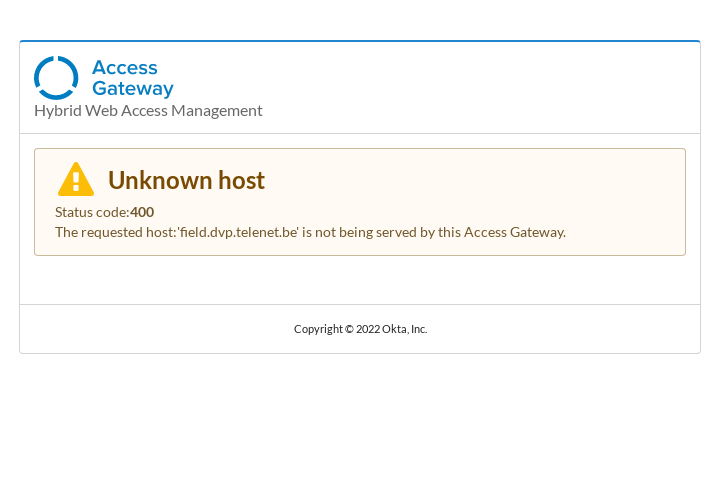 Access
Gateway
Hybrid Web Access Management
Unknown host
Status code:400
The requested host:'field.dvp.telenet.be' is not being served by this Access Gateway.
Copyright © 2022 Okta, Inc.